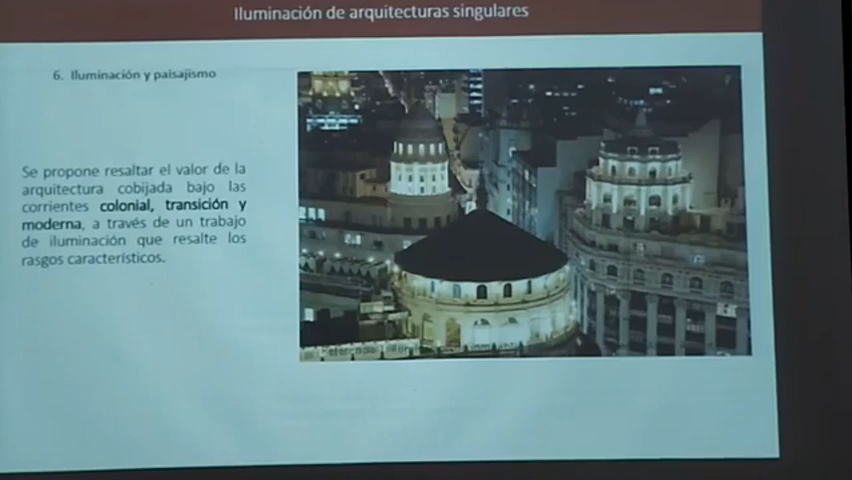 Iluminación de arquitecturas singulares
6. Iluminación y paisajismo
Se propone resaltar el valor de la
arquitectura cobijada bajo las
corrientes colonial, transición y
moderna, a través de un trabajo
de iluminación que resalte los
rasgos característicos.